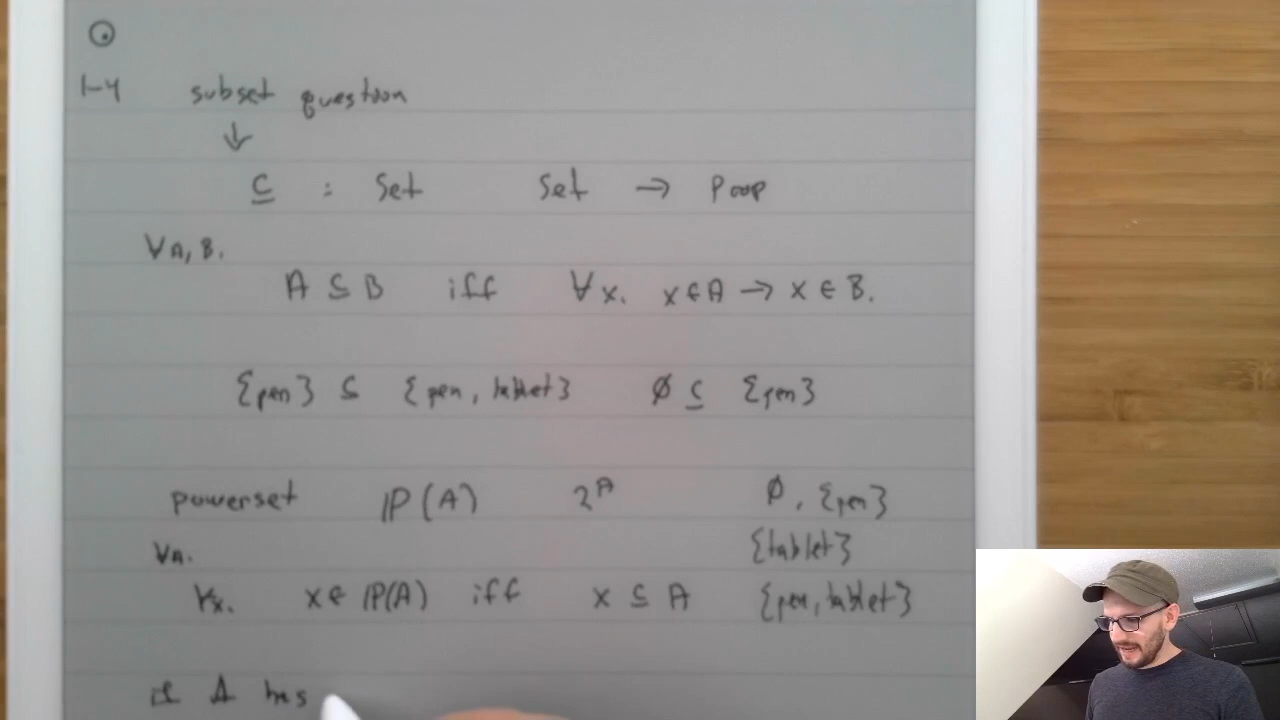 1-4 subset question
↓
⊆ : Set Set → Prop
∀A, B.
A ⊆ B iff ∀x. x ∈ A → x ∈ B.
{pen} ⊆ {pen, tablet} ∅ ⊆ {pen}
powerset ℙ(A) 2^A ∅, {pen}
∀A. {tablet}
∀x. x ∈ ℙ(A) iff x ⊆ A {pen, tablet}
if A has